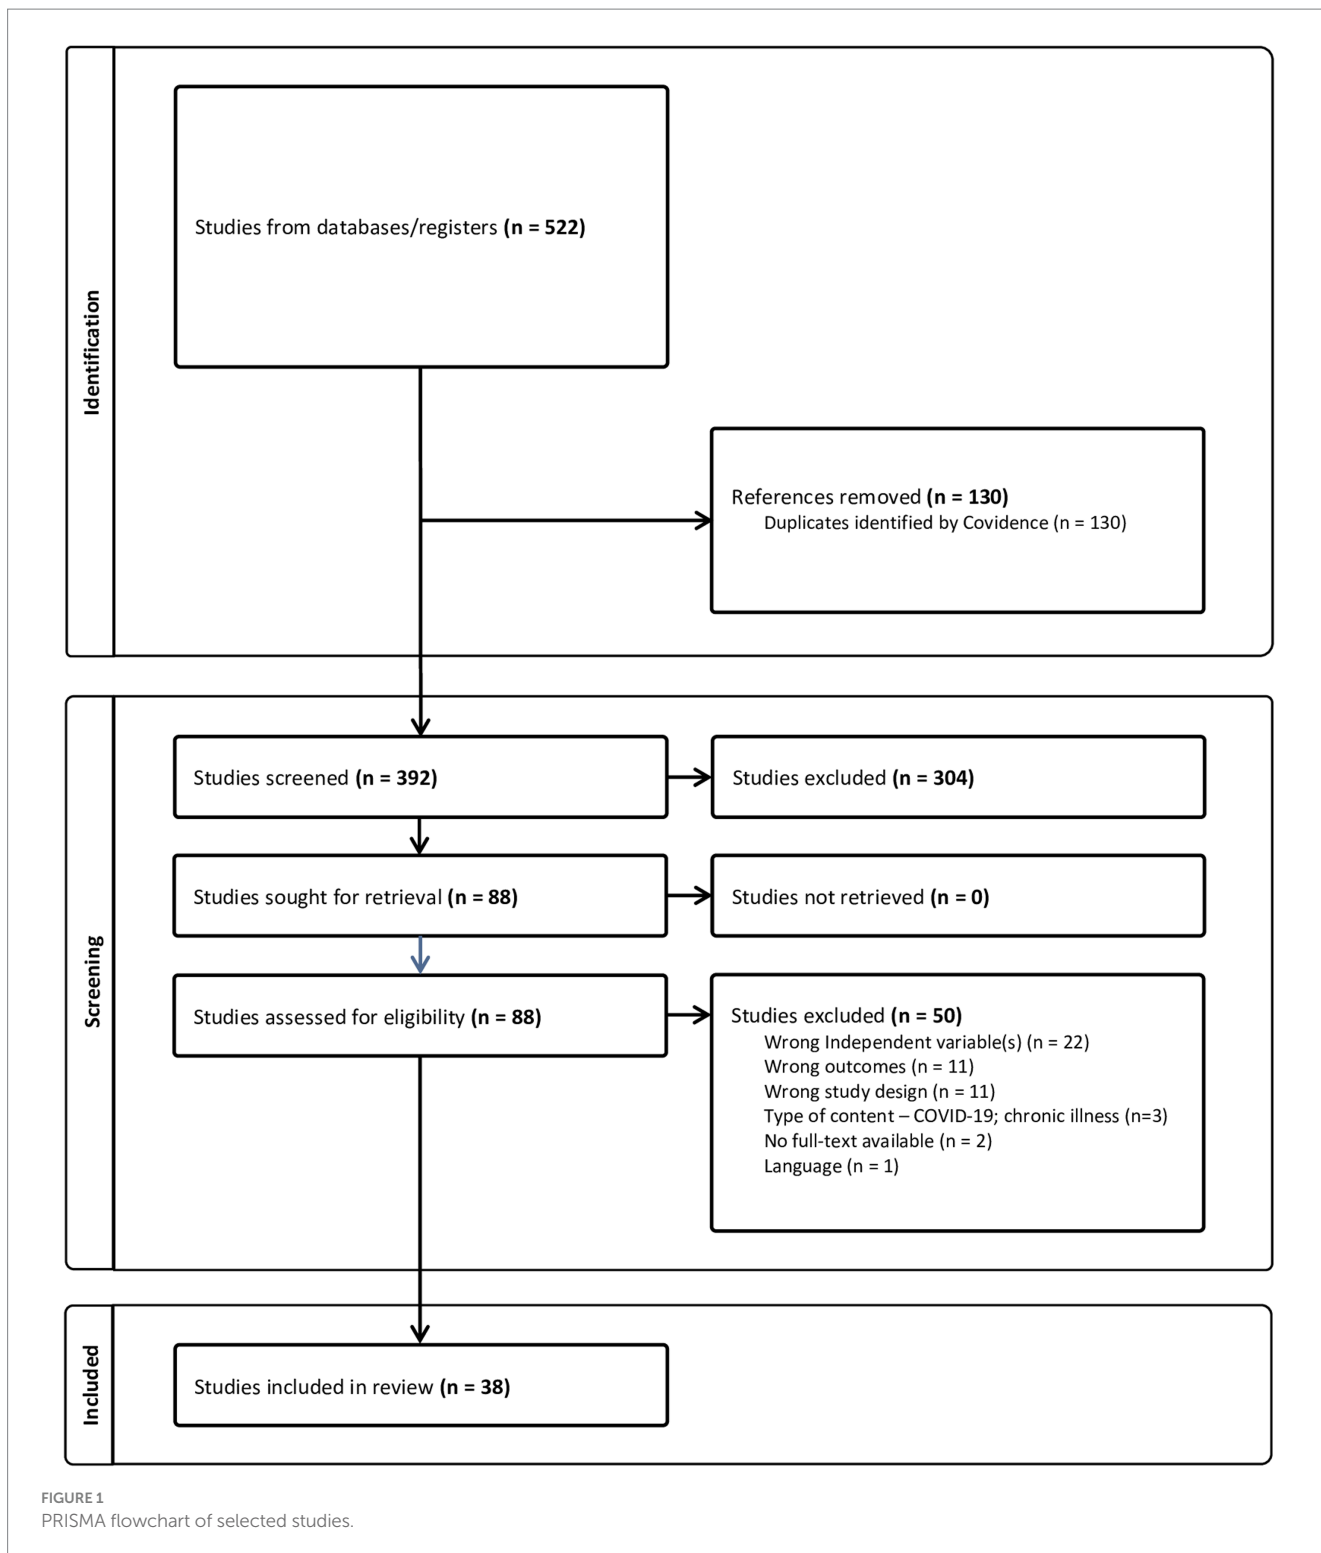 Identification
Studies from databases/registers (n = 522)
References removed (n = 130)
Duplicates identified by Covidence (n = 130)
Screening
Studies screened (n = 392)
Studies excluded (n = 304)
Studies sought for retrieval (n = 88)
Studies not retrieved (n = 0)
Studies assessed for eligibility (n = 88)
Studies excluded (n = 50)
Wrong Independent variable(s) (n = 22)
Wrong outcomes (n = 11)
Wrong study design (n = 11)
Type of content – COVID-19; chronic illness (n=3)
No full-text available (n = 2)
Language (n = 1)
Included
Studies included in review (n = 38)
FIGURE 1
PRISMA flowchart of selected studies.